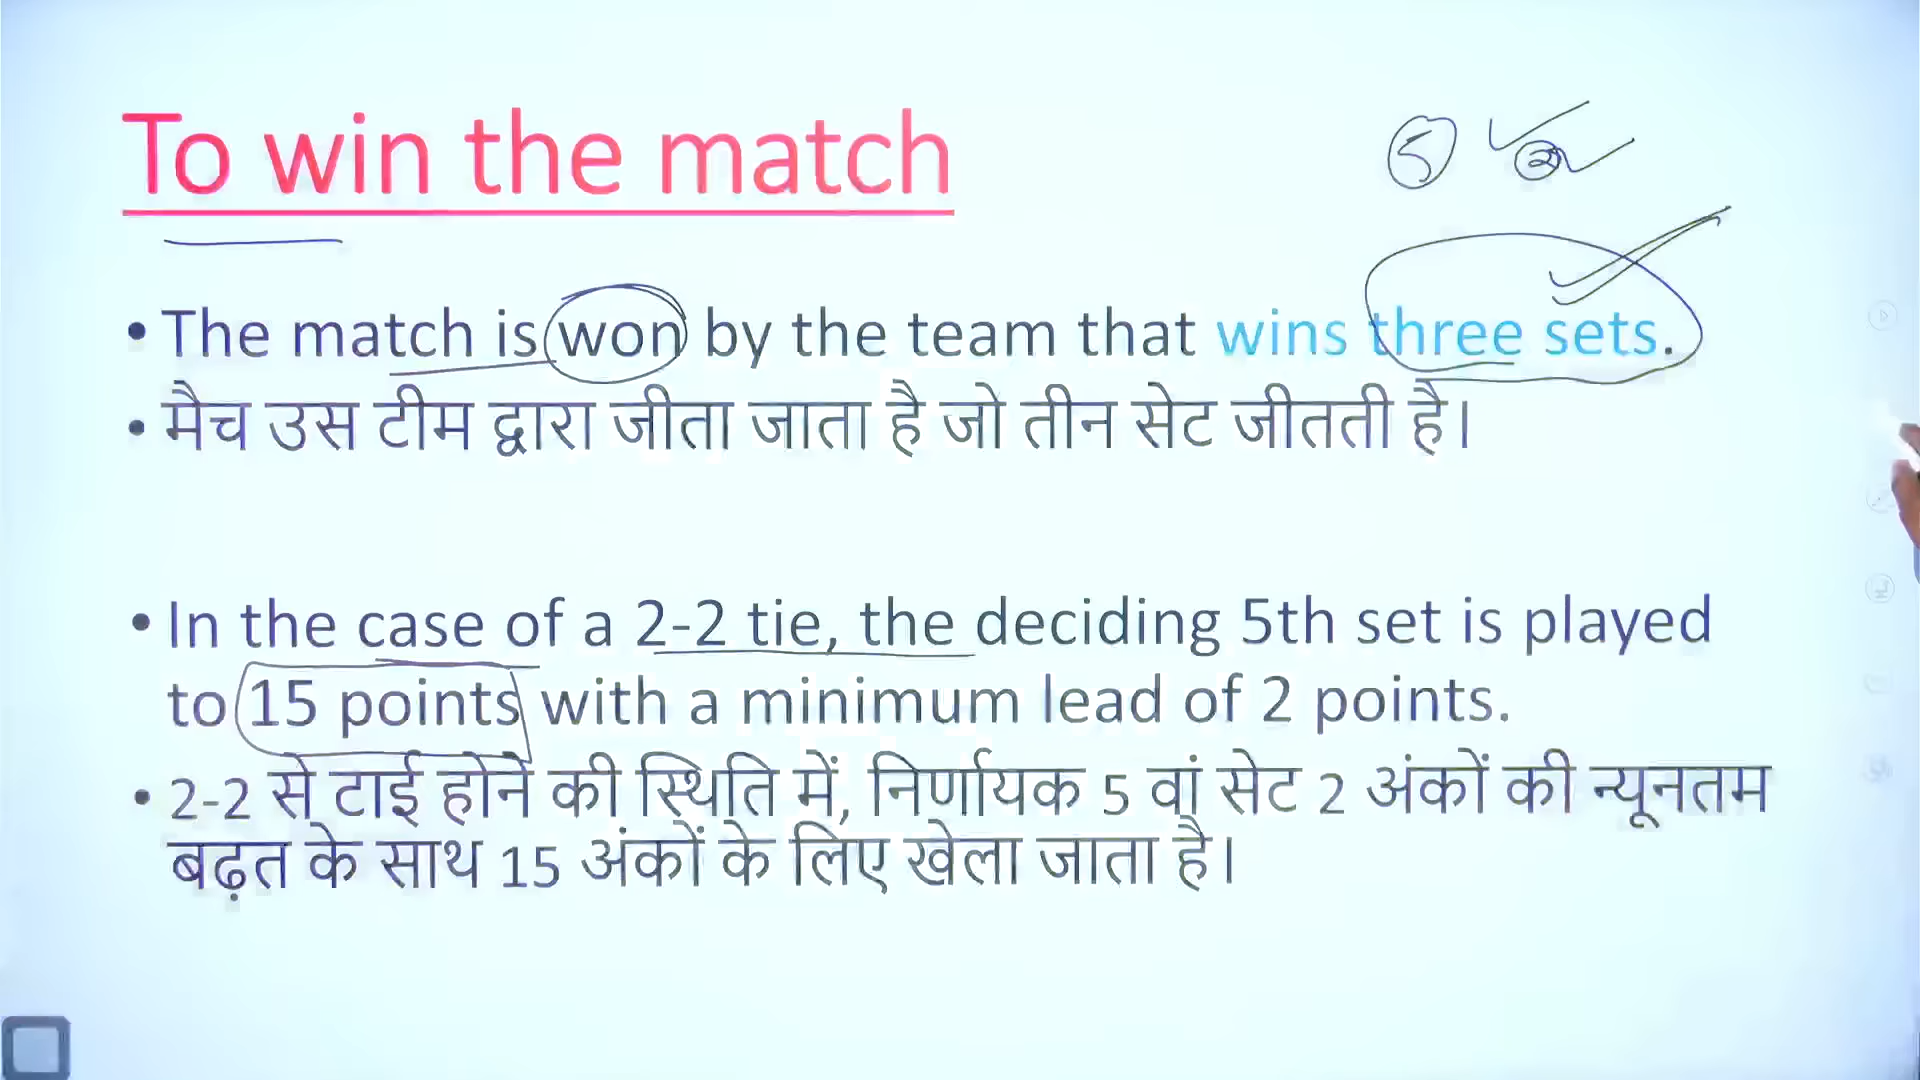 To win the match
5
• The match is won by the team that wins three sets.
• मैच उस टीम द्वारा जीता जाता है जो तीन सेट जीतती है।
• In the case of a 2-2 tie, the deciding 5th set is played
to 15 points with a minimum lead of 2 points.
• 2-2 से टाई होने की स्थिति में, निर्णायक 5 वां सेट 2 अंकों की न्यूनतम
बढ़त के साथ 15 अंकों के लिए खेला जाता है।